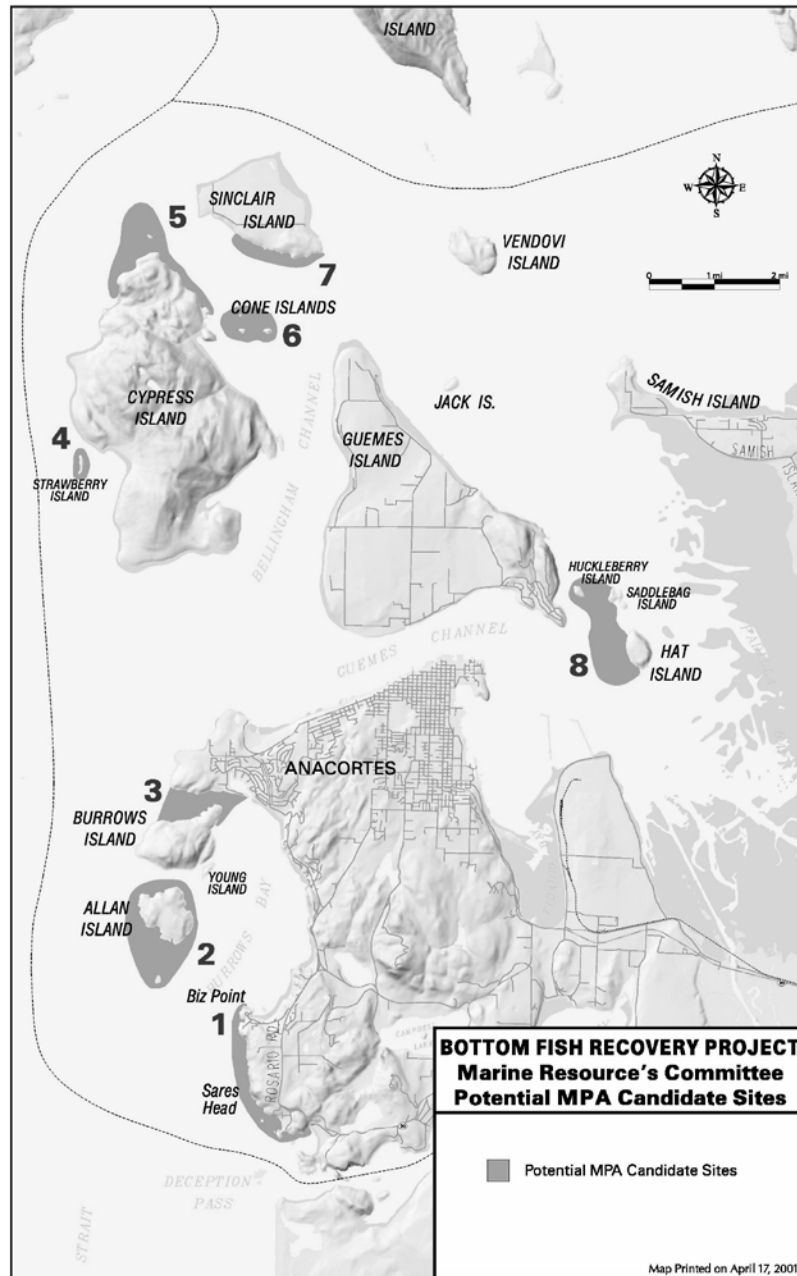 ISLAND
N
W E
S
5
SINCLAIR
ISLAND
7
VENDOVI
ISLAND
0 1 mi 2 mi
CONE ISLANDS
6
CYPRESS
ISLAND
CHANNEL
BELLINGHAM
JACK IS.
SAMISH ISLAND
SAMISH
GUEMES
ISLAND
4
STRAWBERRY
ISLAND
HUCKLEBERRY
ISLAND
SADDLEBAG
ISLAND
GUEMES CHANNEL
8
HAT
ISLAND
ANACORTES
3
BURROWS
ISLAND
YOUNG
ISLAND
ALLAN
ISLAND
2
BURROWS BAY
Biz Point
1
ROSARIO RD
Sares
Head
DECEPTION
PASS
STRAIT
BOTTOM FISH RECOVERY PROJECT
Marine Resource's Committee
Potential MPA Candidate Sites
Potential MPA Candidate Sites
Map Printed on April 17, 2001